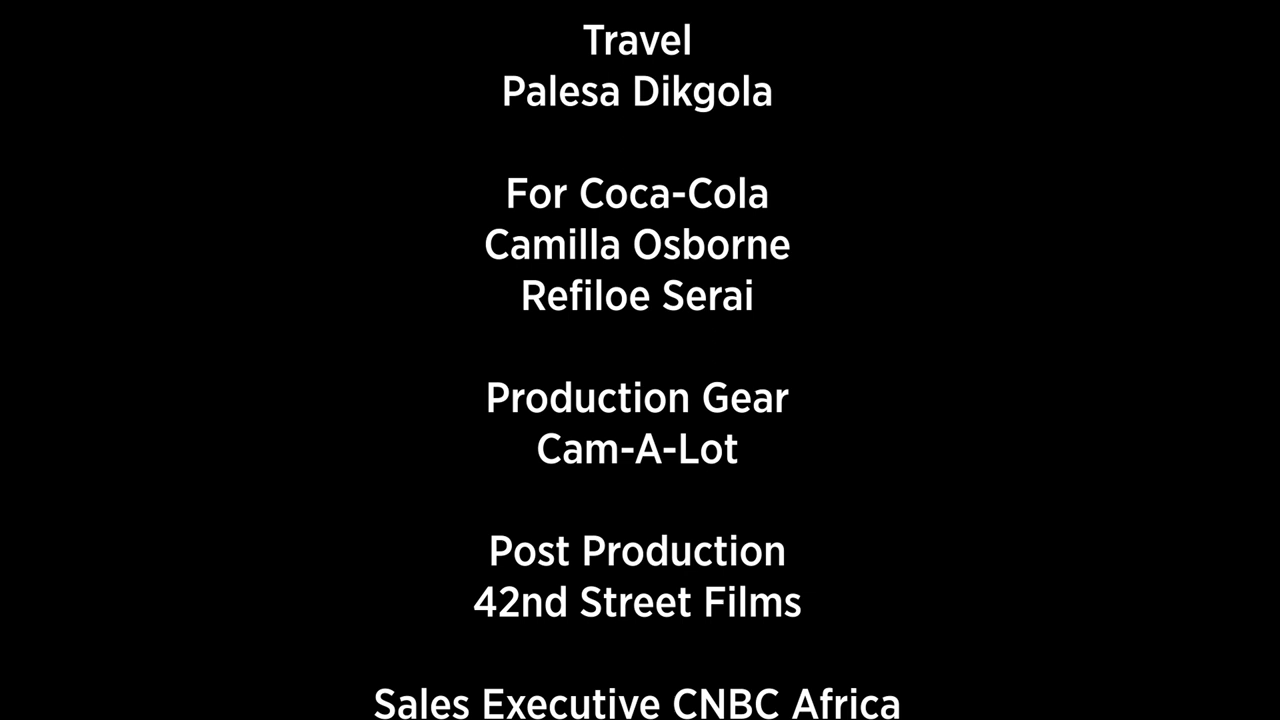 Travel
Palesa Dikgola
For Coca-Cola
Camilla Osborne
Refiloe Serai
Production Gear
Cam-A-Lot
Post Production
42nd Street Films
Sales Executive CNBC Africa